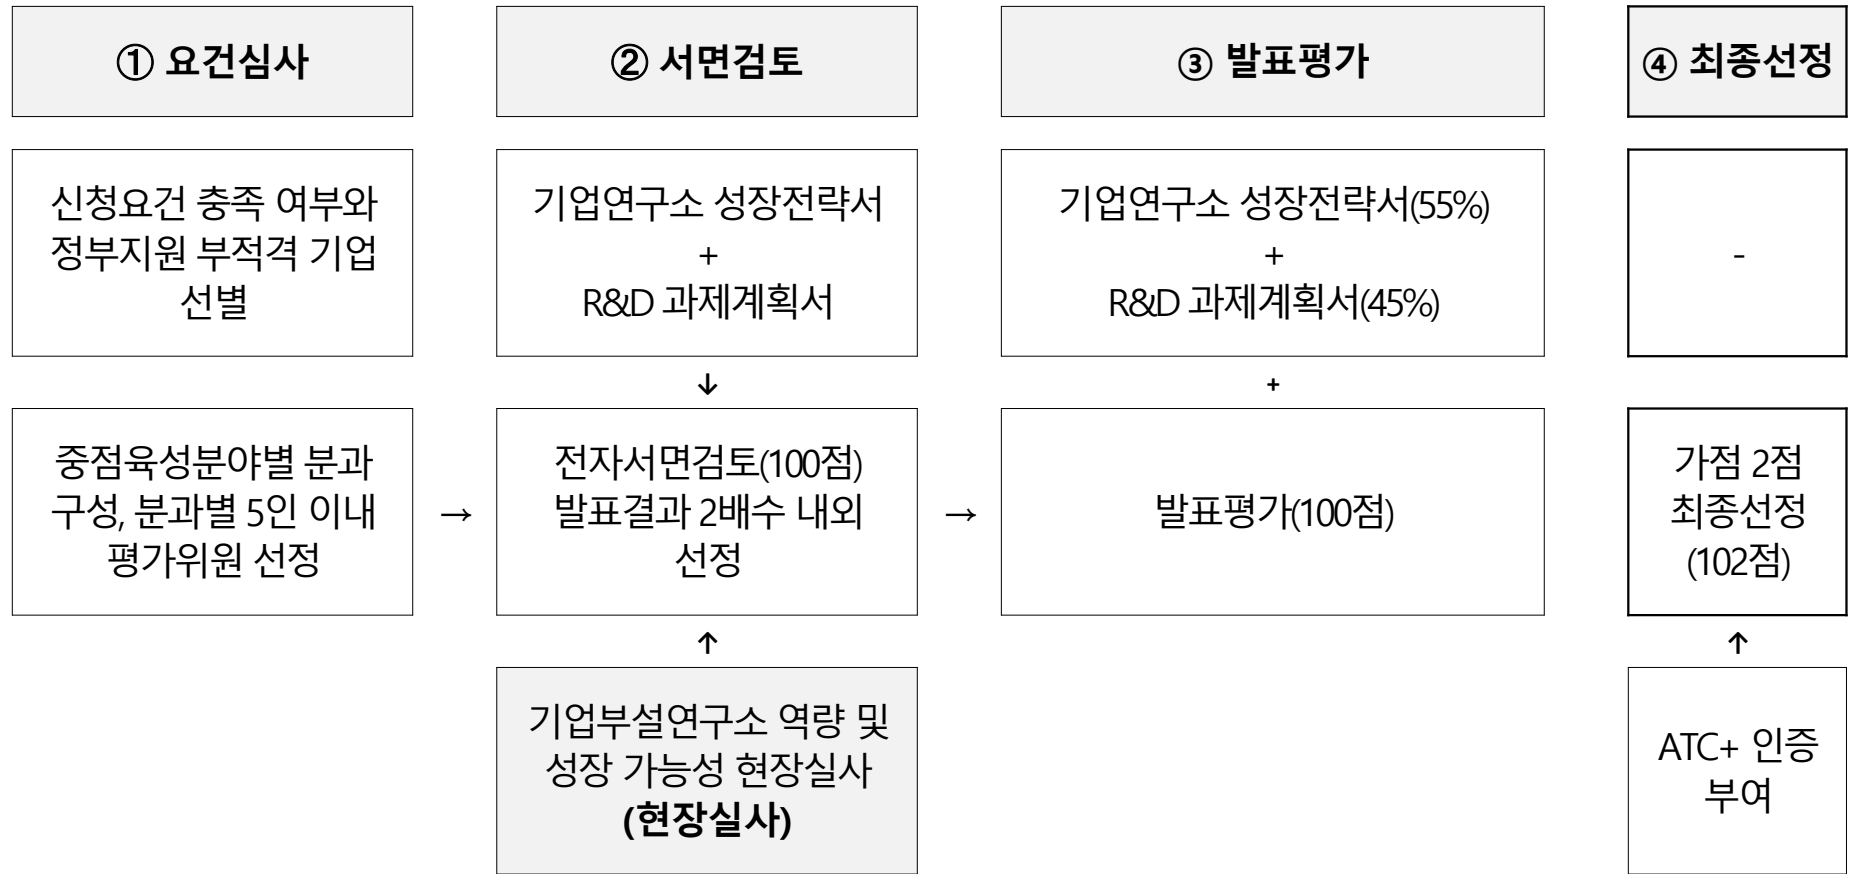 ① 요건심사
② 서면검토
③ 발표평가
④ 최종선정
신청요건 충족 여부와
정부지원 부적격 기업
선별
기업연구소 성장전략서
+
R&D 과제계획서
기업연구소 성장전략서(55%)
+
R&D 과제계획서(45%)
-
↓
+
중점육성분야별 분과
구성, 분과별 5인 이내
평가위원 선정
→
전자서면검토(100점)
발표결과 2배수 내외
선정
→
발표평가(100점)
가점 2점
최종선정
(102점)
↑
↑
기업부설연구소 역량 및
성장 가능성 현장실사
(현장실사)
ATC+ 인증
부여